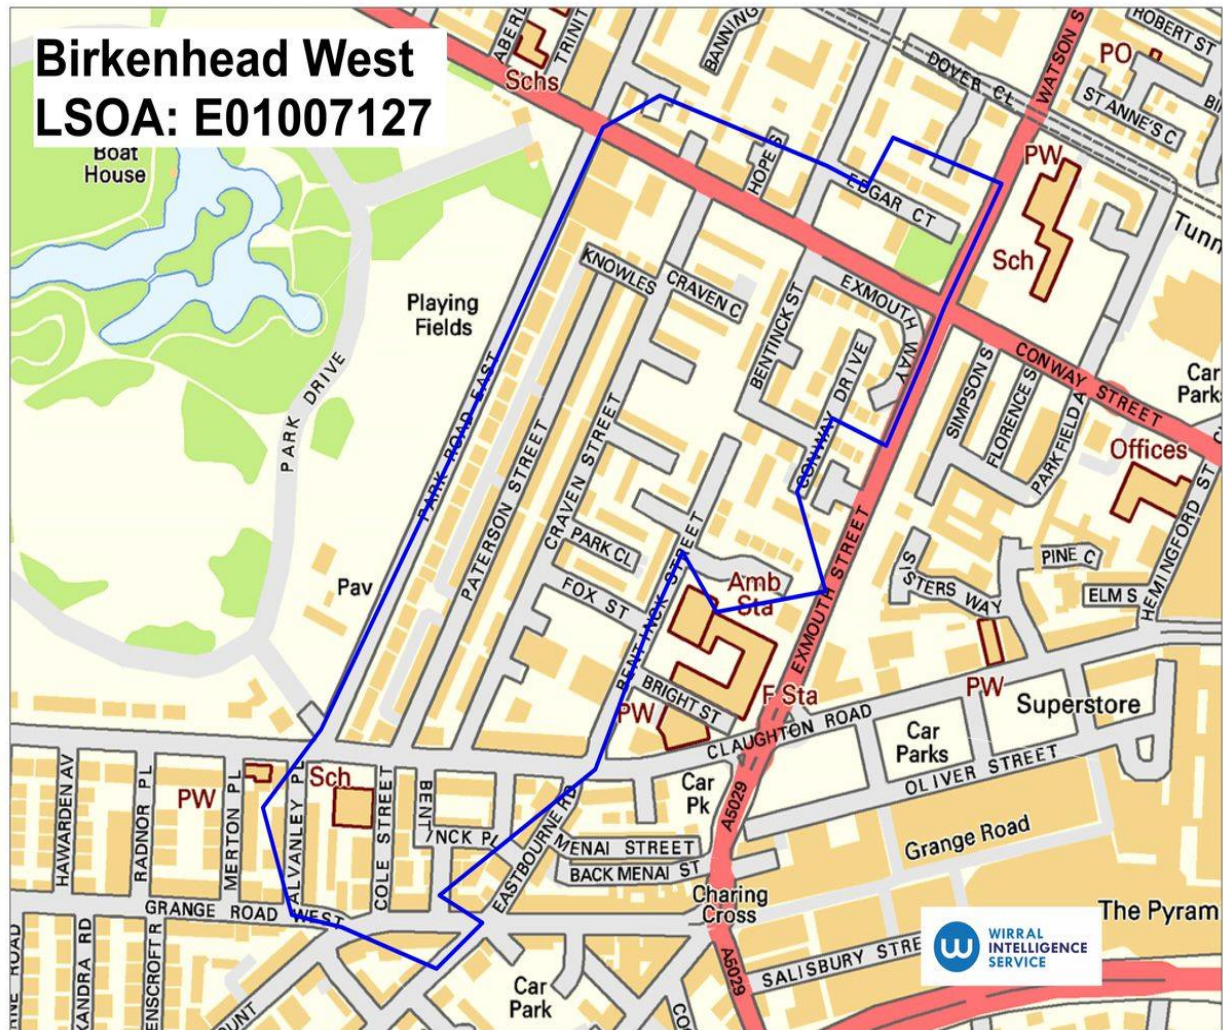 Birkenhead West
LSOA: E01007127
Boat
House
Schs
TRINIT
BANNING
DOVER CL
WATSON S
ROBERT ST
PO
ST ANNE'S C
PW
HOPE S
EDGAR CT
Sch
Tunn
Playing
Fields
KNOWLES
CRAVEN C
BENTINCK ST
EXMOUTH WAY
CONWAY DRIVE
CONWAY STREET
SIMPSON S
FLORENCE S
PARKFIELD A
Car
Park
Offices
HEMINGFORD ST
PARK DRIVE
PARK ROAD EAST
PATERSON STREET
CRAVEN STREET
PARK CL
FOX ST
BENTINCK STREET
Amb
Sta
EXMOUTH STREET
SISTERS WAY
PINE C
ELM S
Pav
BRIGHT ST
PW
F Sta
CLAUGHTON ROAD
PW
Superstore
Car
Parks
OLIVER STREET
HAWARDEN AV
RADNOR PL
PW
MERTON PL
ALVANLEY PL
Sch
COLE STREET
BENTINCK PL
EASTBOURNE RD
Car
Pk
A5029
MENAI STREET
BACK MENAI ST
Grange Road
Charing
Cross
The Pyram
GRANGE ROAD WEST
SALISBURY STRE
WIRRAL
INTELLIGENCE
SERVICE
A5029
Car
Park
KANDRA RD
ENSCROFT R
OUNT